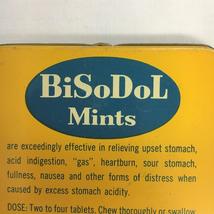 BiSoDoL
Mints
are exceedingly effective in relieving upset stomach,
acid indigestion, "gas", heartburn, sour stomach,
fullness, nausea and other forms of distress when
caused by excess stomach acidity.
DOSE: Two to four tablets. Chew thoroughly or swallow